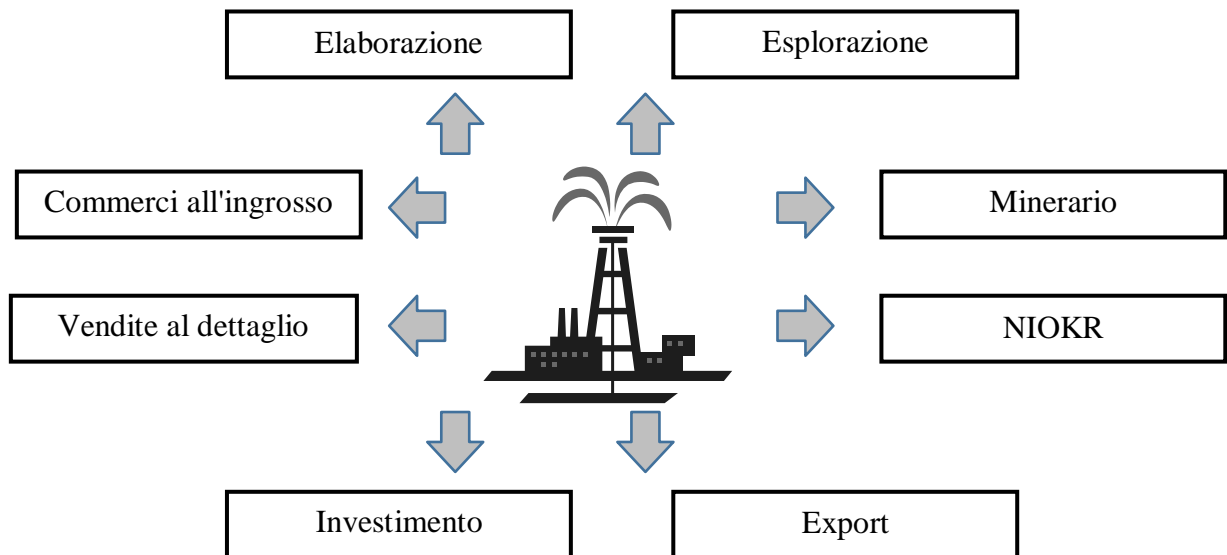 Elaborazione
Esplorazione
Commerci all'ingrosso
Minerario
Vendite al dettaglio
NIOKR
Investimento
Export